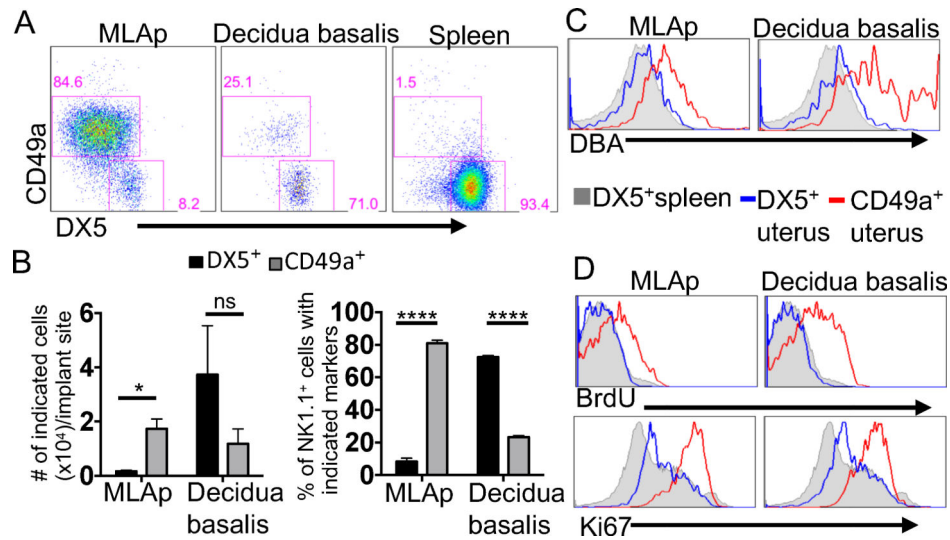 A
MLAp
Decidua basalis
Spleen
84.6
25.1
1.5
8.2
71.0
93.4
CD49a
DX5
B
DX5+ CD49a+
# of indicated cells
(x10⁴)/implant site
6
4
2
0
*
ns
MLAp
Decidua
basalis
% of NK1.1+ cells with
indicated markers
100
80
60
40
20
0
****
****
MLAp
Decidua
basalis
C
MLAp
Decidua basalis
DBA
DX5+spleen
DX5+
uterus
CD49a+
uterus
D
MLAp
Decidua basalis
BrdU
Ki67